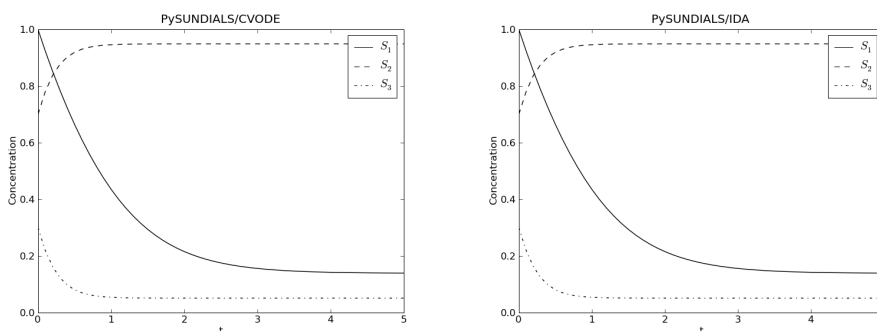 PySUNDIALS/CVODE
1.0
0.8
0.6
0.4
0.2
0.0
Concentration
0 1 2 3 4 5
t
S1
S2
S3
PySUNDIALS/IDA
1.0
0.8
0.6
0.4
0.2
0.0
Concentration
0 1 2 3 4
t
S1
S2
S3